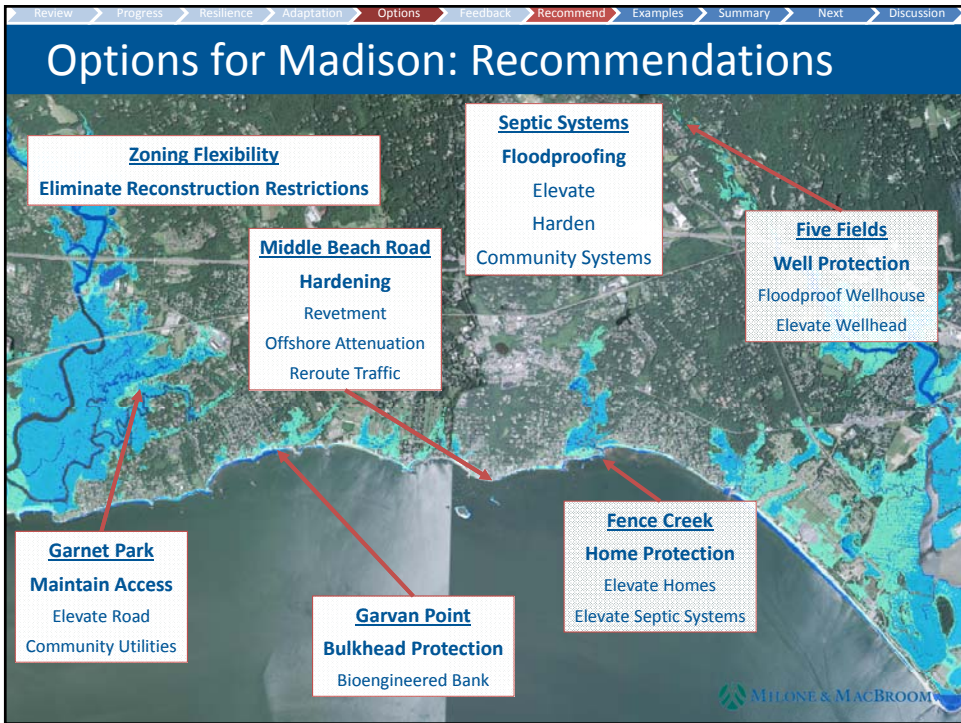 Review Progress Resilience Adaptation Options Feedback Recommend Examples Summary Next Discussion
Options for Madison: Recommendations
Zoning Flexibility
Eliminate Reconstruction Restrictions
Septic Systems
Floodproofing
Elevate
Harden
Community Systems
Middle Beach Road
Hardening
Revetment
Offshore Attenuation
Reroute Traffic
Five Fields
Well Protection
Floodproof Wellhouse
Elevate Wellhead
Garnet Park
Maintain Access
Elevate Road
Community Utilities
Garvan Point
Bulkhead Protection
Bioengineered Bank
Fence Creek
Home Protection
Elevate Homes
Elevate Septic Systems
MILONE & MACBROOM